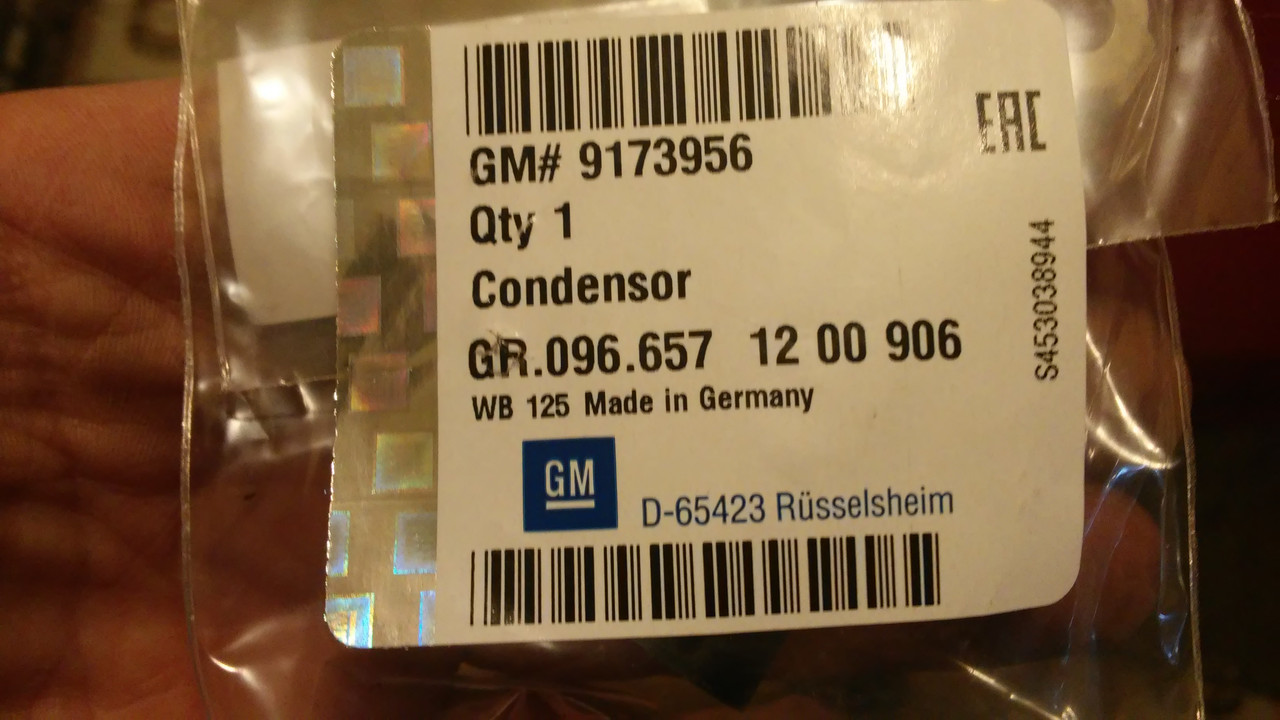 EAC
GM# 9173956
Qty 1
Condensor
GR.096.657 12 00 906
WB 125 Made in Germany
S453038944
GM
D-65423 Rüsselsheim